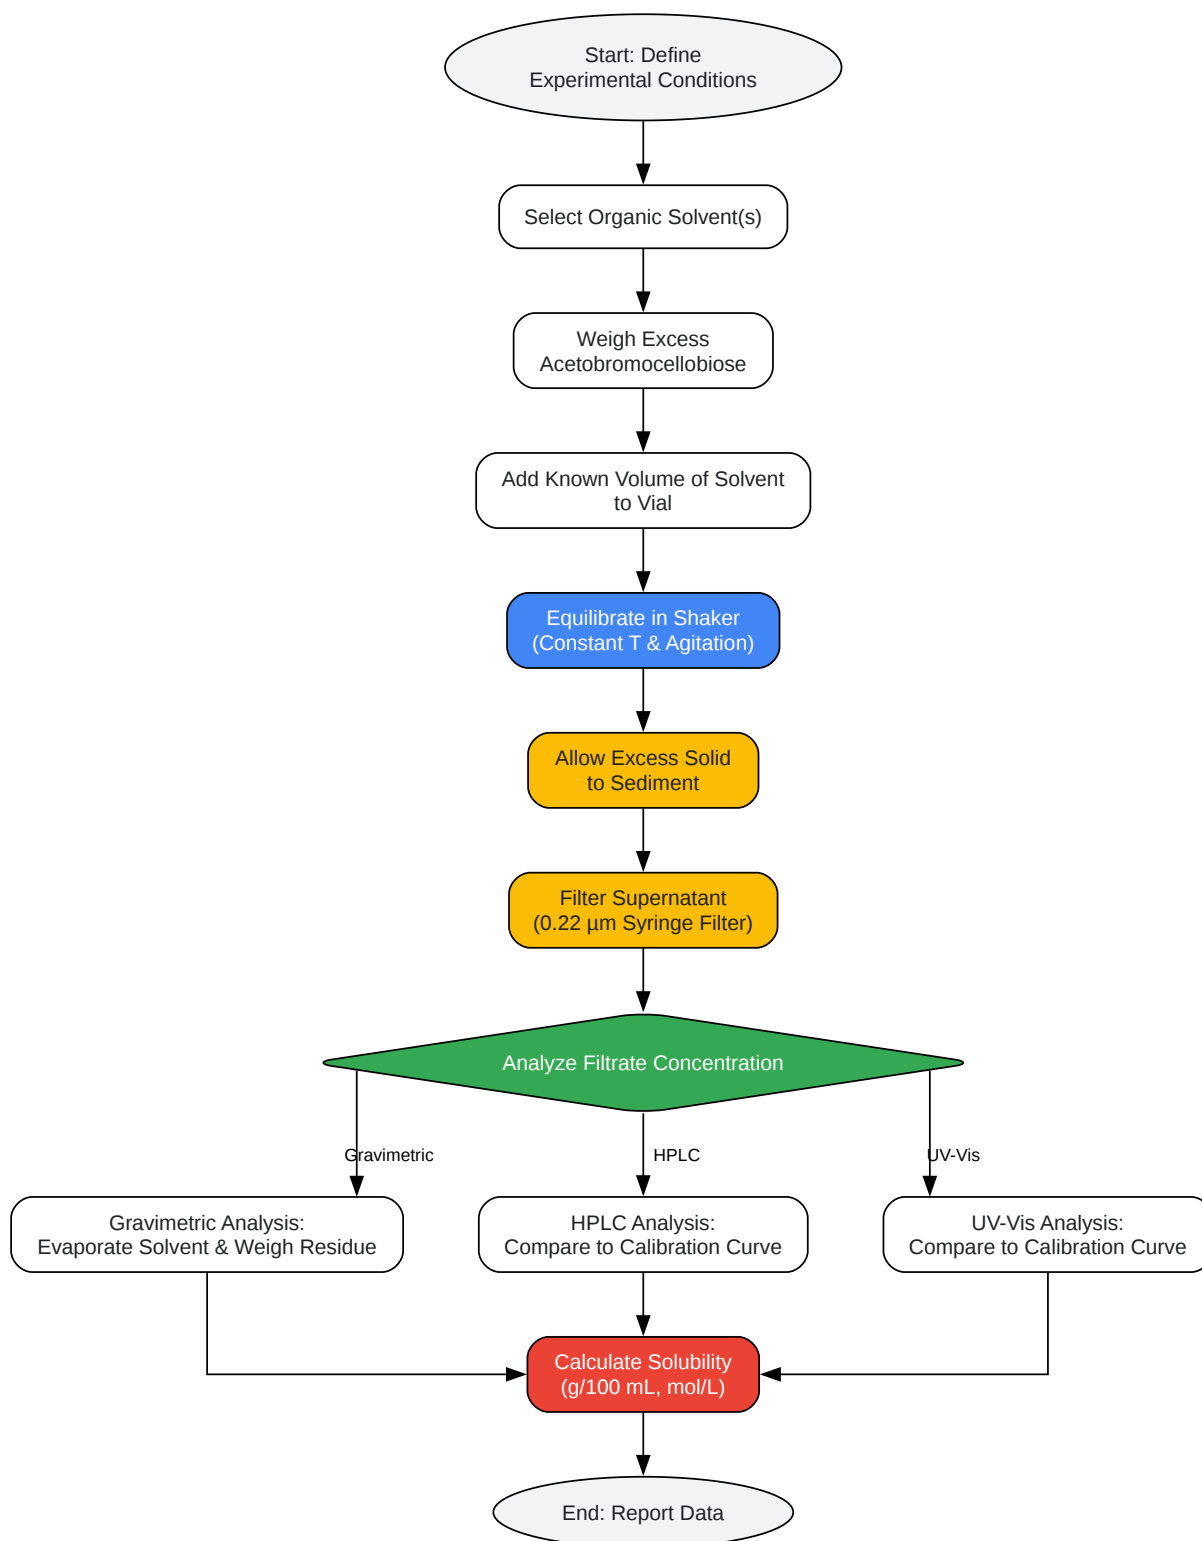 Start: Define
Experimental Conditions
Select Organic Solvent(s)
Weigh Excess
Acetobromocellobiose
Add Known Volume of Solvent
to Vial
Equilibrate in Shaker
(Constant T & Agitation)
Allow Excess Solid
to Sediment
Filter Supernatant
(0.22 µm Syringe Filter)
Analyze Filtrate Concentration
Gravimetric
HPLC
UV-Vis
Gravimetric Analysis:
Evaporate Solvent & Weigh Residue
HPLC Analysis:
Compare to Calibration Curve
UV-Vis Analysis:
Compare to Calibration Curve
Calculate Solubility
(g/100 mL, mol/L)
End: Report Data